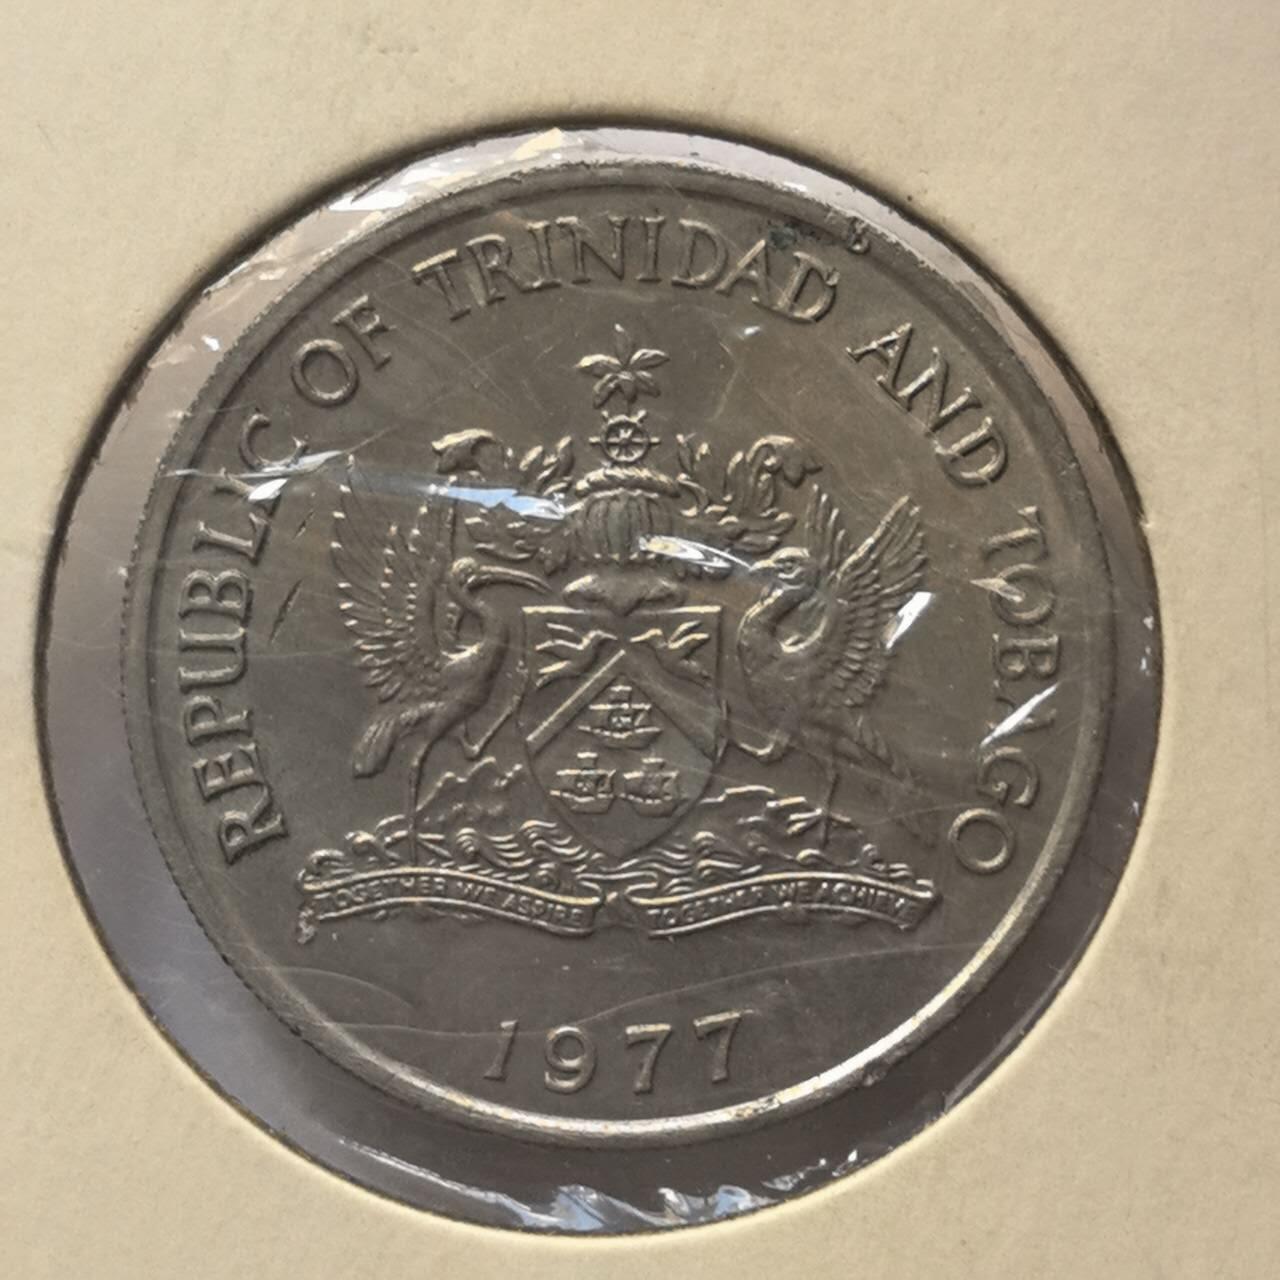 REPUBLIC OF TRINIDAD AND TOBAGO
TOGETHER WE ASPIRE TOGETHER WE ACHIEVE
1977